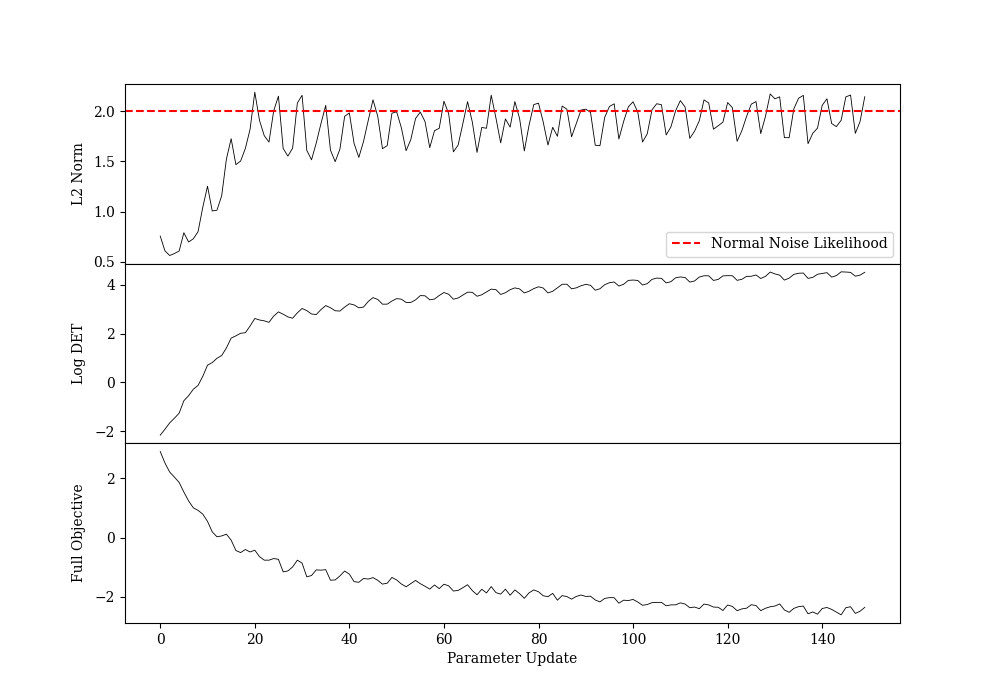 2.0
1.5
1.0
0.5
L2 Norm
Normal Noise Likelihood
4
2
0
−2
Log DET
2
0
−2
Full Objective
0 20 40 60 80 100 120 140
Parameter Update